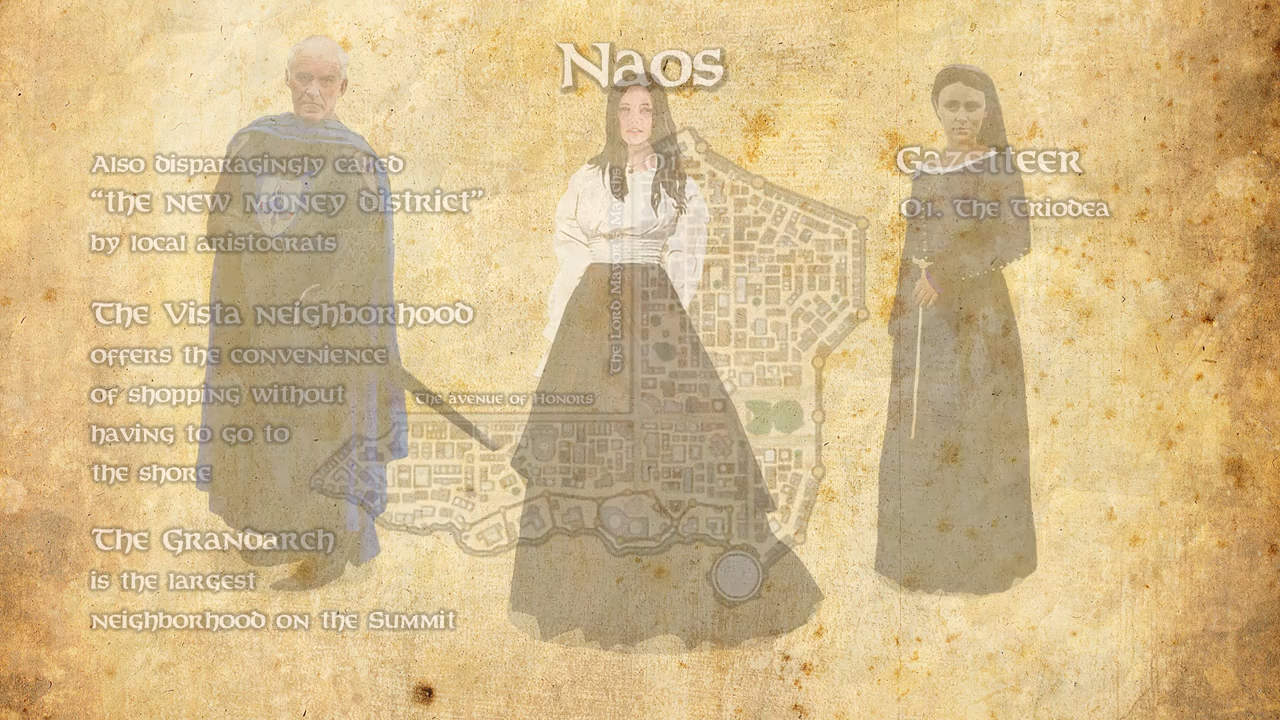 Naos
Also disparagingly called
“the new money district”
by local aristocrats
The Vista neighborhood
offers the convenience
of shopping without
having to go to
the shore
The Grandarch
is the largest
neighborhood on the Summit
The Avenue of Honors
The Lord Mayor's
Gazetteer
O:1. The Triodea